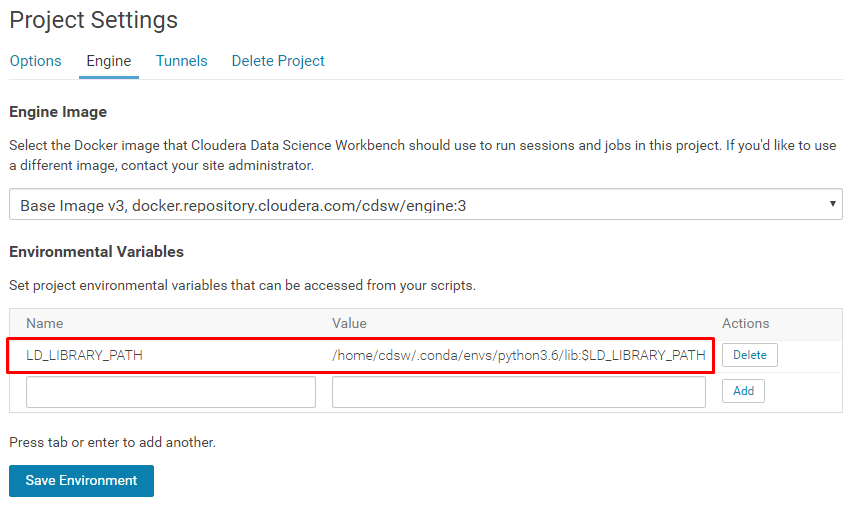 Project Settings
Options Engine Tunnels Delete Project
Engine Image
Select the Docker image that Cloudera Data Science Workbench should use to run sessions and jobs in this project. If you'd like to use
a different image, contact your site administrator.
Base Image v3, docker.repository.cloudera.com/cdsw/engine:3
Environmental Variables
Set project environmental variables that can be accessed from your scripts.
Name Value Actions
LD_LIBRARY_PATH /home/cdsw/.conda/envs/python3.6/lib:$LD_LIBRARY_PATH Delete
Add
Press tab or enter to add another.
Save Environment